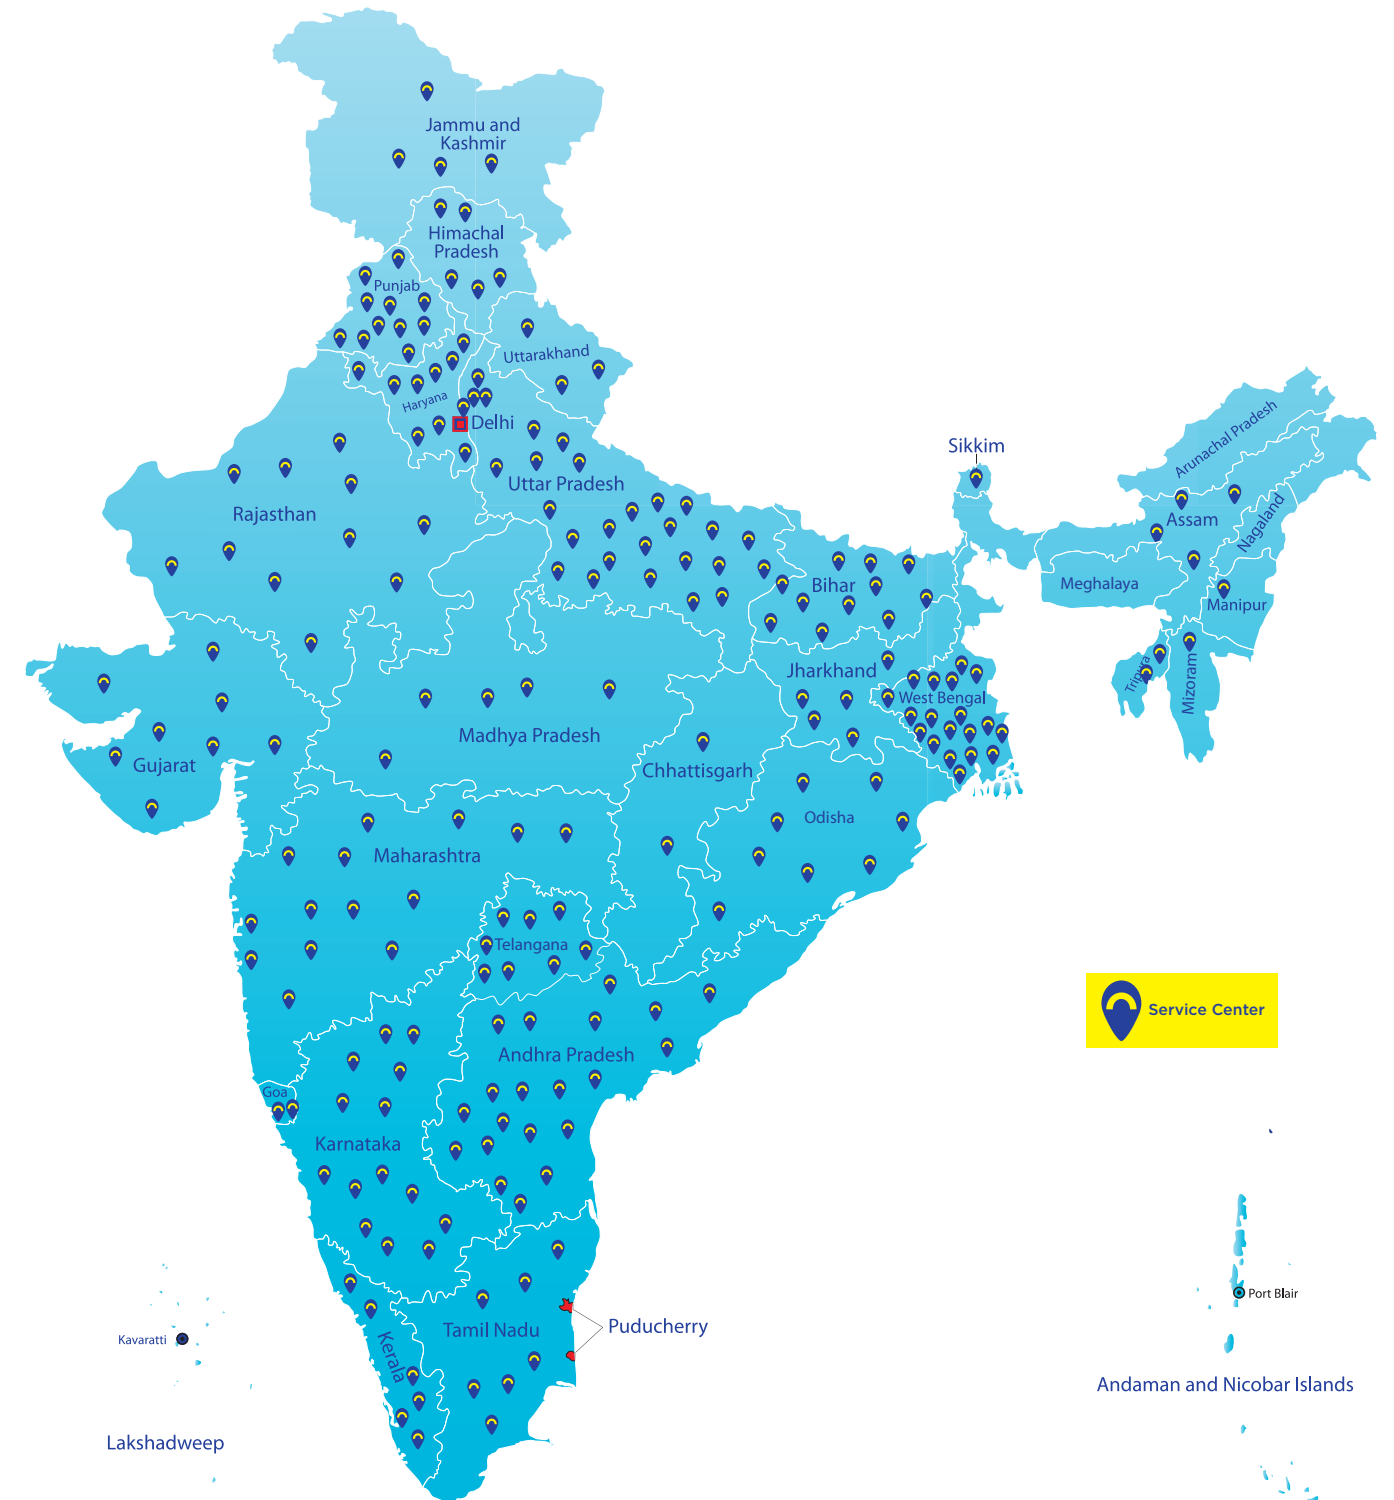 Jammu and
Kashmir
Himachal
Pradesh
Punjab
Uttarakhand
Haryana
Delhi
Uttar Pradesh
Rajasthan
Sikkim
Arunachal Pradesh
Assam
Nagaland
Meghalaya
Manipur
Tripura
Mizoram
Bihar
Jharkhand
West Bengal
Gujarat
Madhya Pradesh
Chhattisgarh
Odisha
Maharashtra
Telangana
Service Center
Andhra Pradesh
Goa
Karnataka
Port Blair
Tamil Nadu
Puducherry
Kavaratti
Kerala
Andaman and Nicobar Islands
Lakshadweep